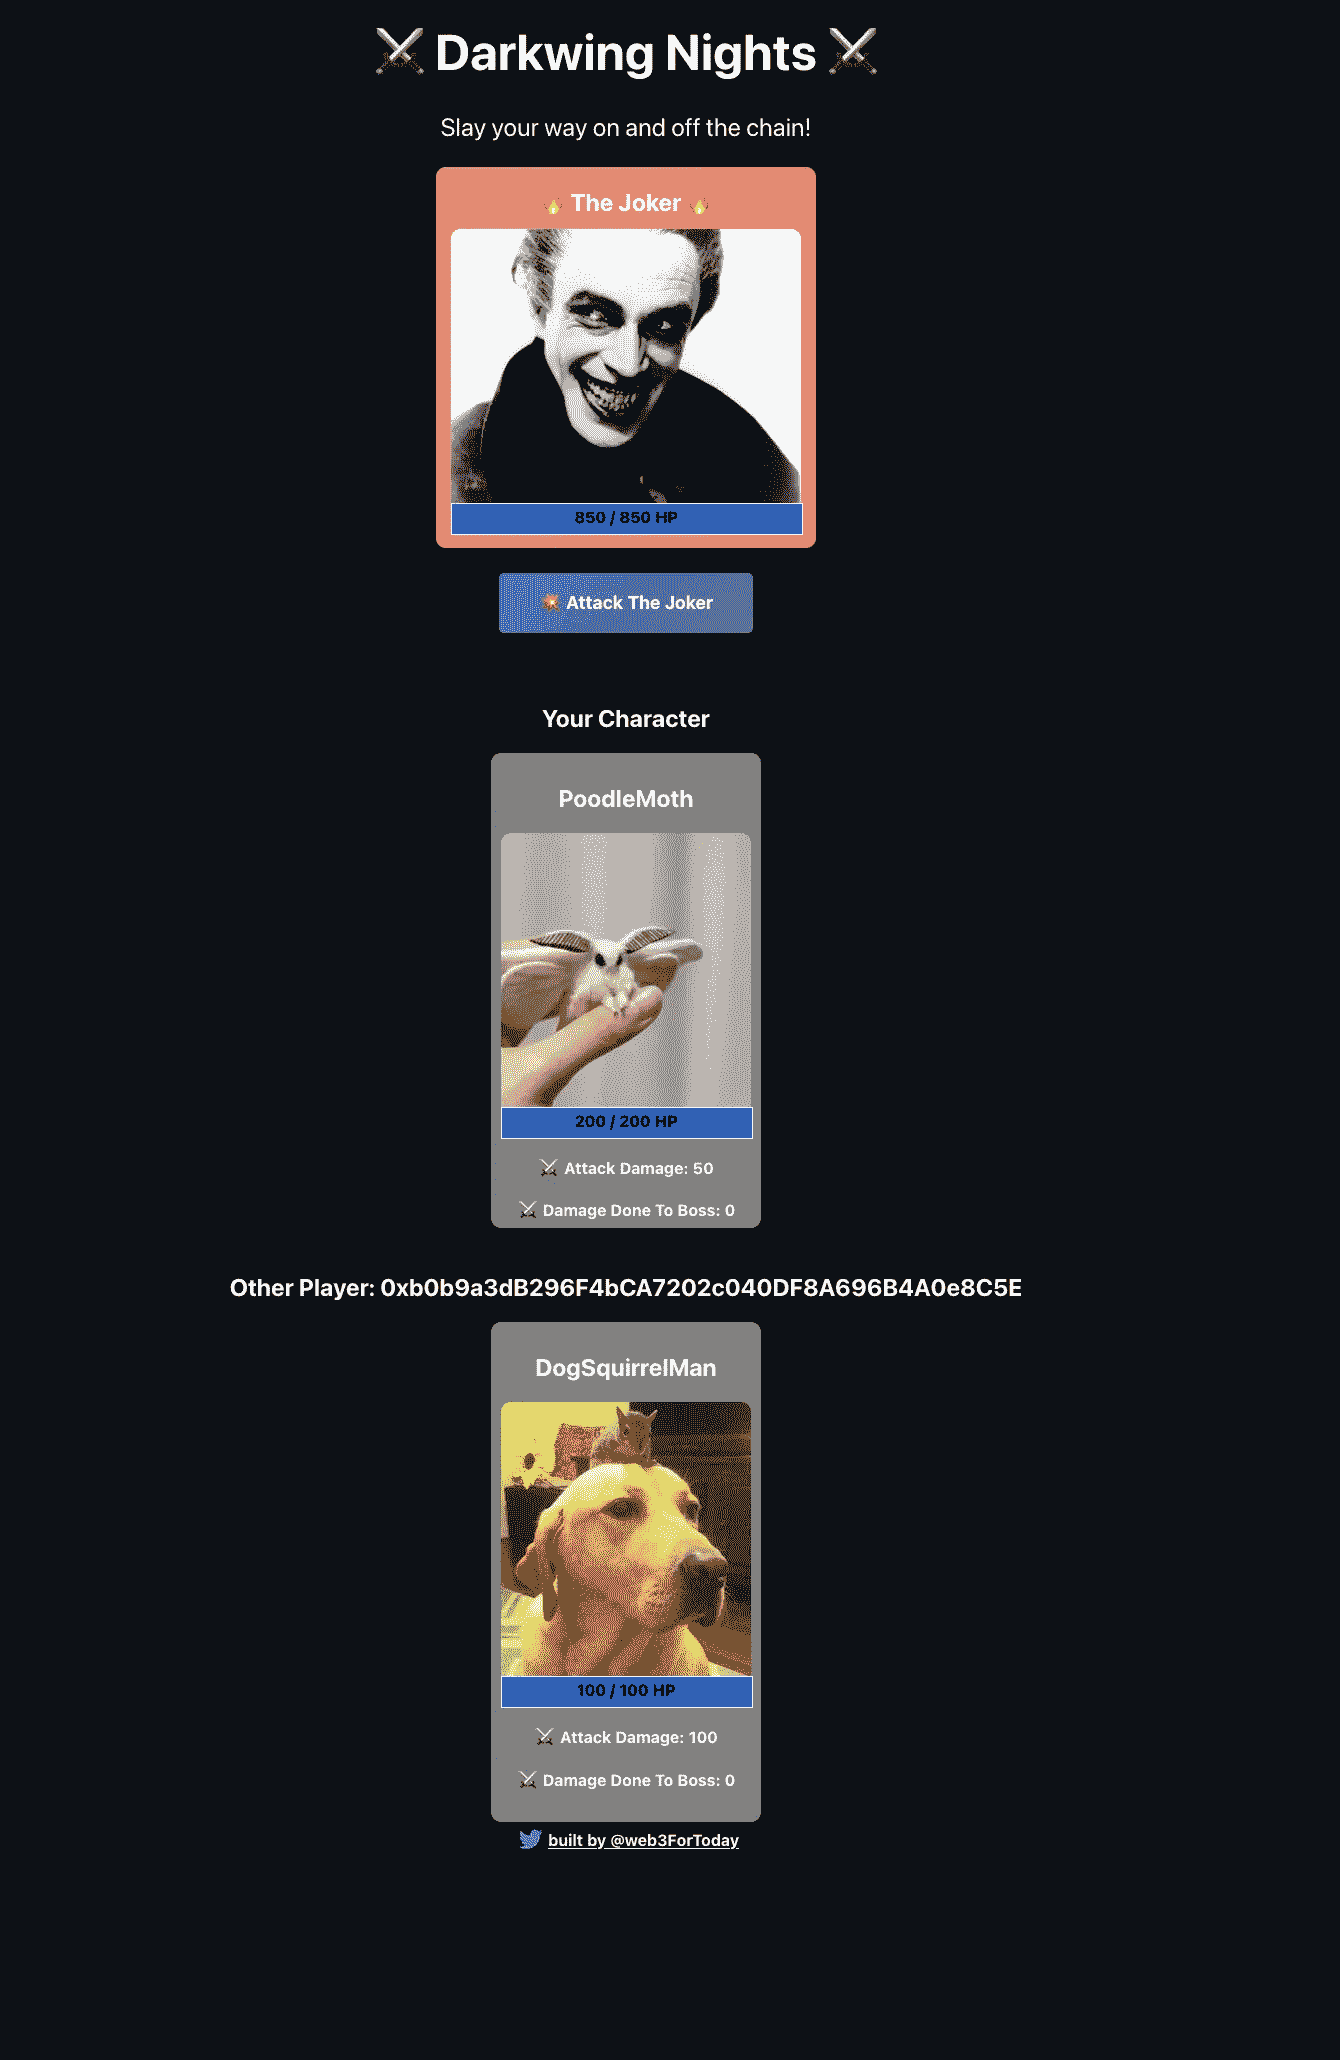 ⚔️ Darkwing Nights ⚔️
Slay your way on and off the chain!
🔥 The Joker 🔥
850 / 850 HP
💥 Attack The Joker
Your Character
PoodleMoth
200 / 200 HP
⚔️ Attack Damage: 50
⚔️ Damage Done To Boss: 0
Other Player: 0xb0b9a3dB296F4bCA7202c040DF8A696B4A0e8C5E
DogSquirrelMan
100 / 100 HP
⚔️ Attack Damage: 100
⚔️ Damage Done To Boss: 0
built by @web3ForToday